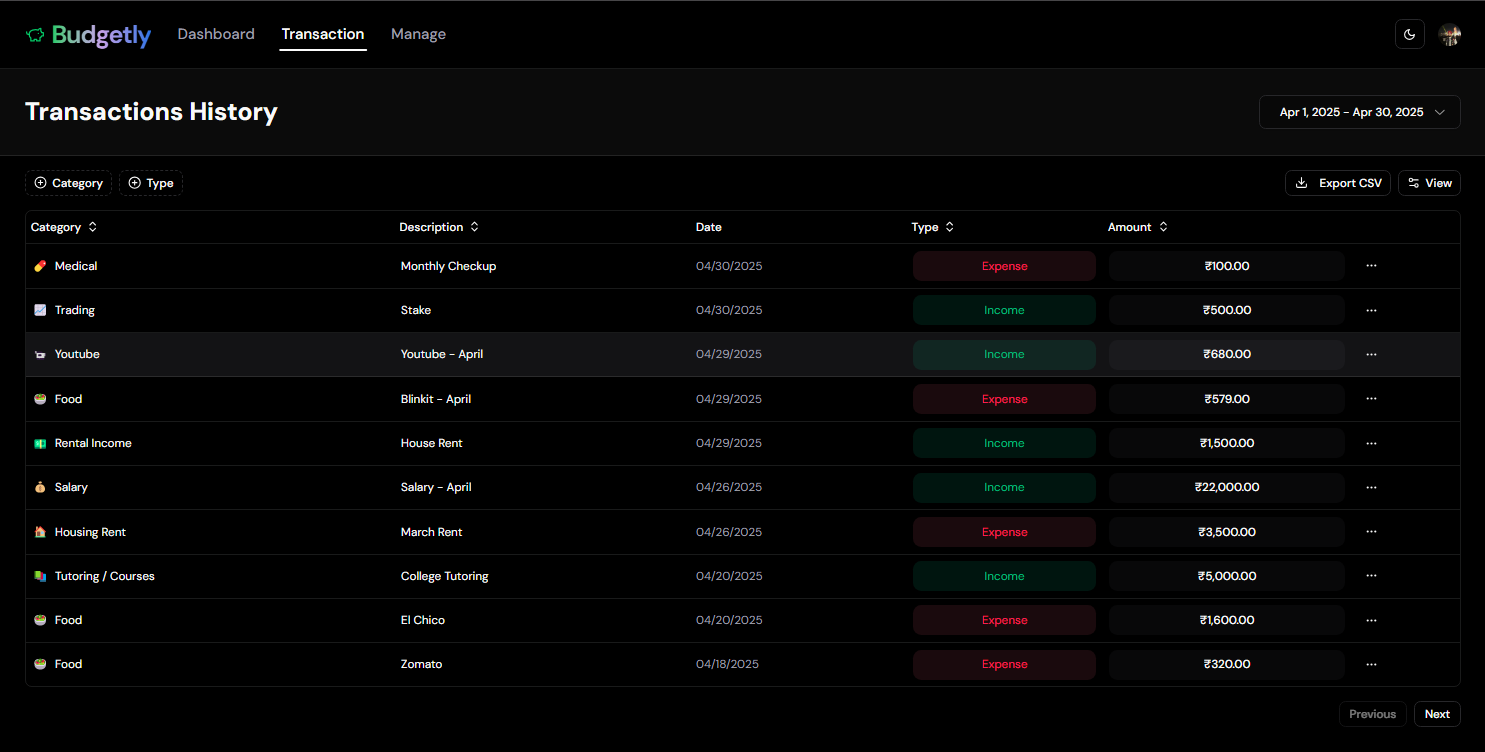 Budgetly Dashboard Transaction Manage
Transactions History
Apr 1, 2025 - Apr 30, 2025
Category Type Export CSV View
Category Description Date Type Amount
Medical Monthly Checkup 04/30/2025 Expense ₹100.00
Trading Stake 04/30/2025 Income ₹500.00
Youtube Youtube - April 04/29/2025 Income ₹680.00
Food Blinkit - April 04/29/2025 Expense ₹579.00
Rental Income House Rent 04/29/2025 Income ₹1,500.00
Salary Salary - April 04/26/2025 Income ₹22,000.00
Housing Rent March Rent 04/26/2025 Expense ₹3,500.00
Tutoring / Courses College Tutoring 04/20/2025 Income ₹5,000.00
Food El Chico 04/20/2025 Expense ₹1,600.00
Food Zomato 04/18/2025 Expense ₹320.00
Previous Next